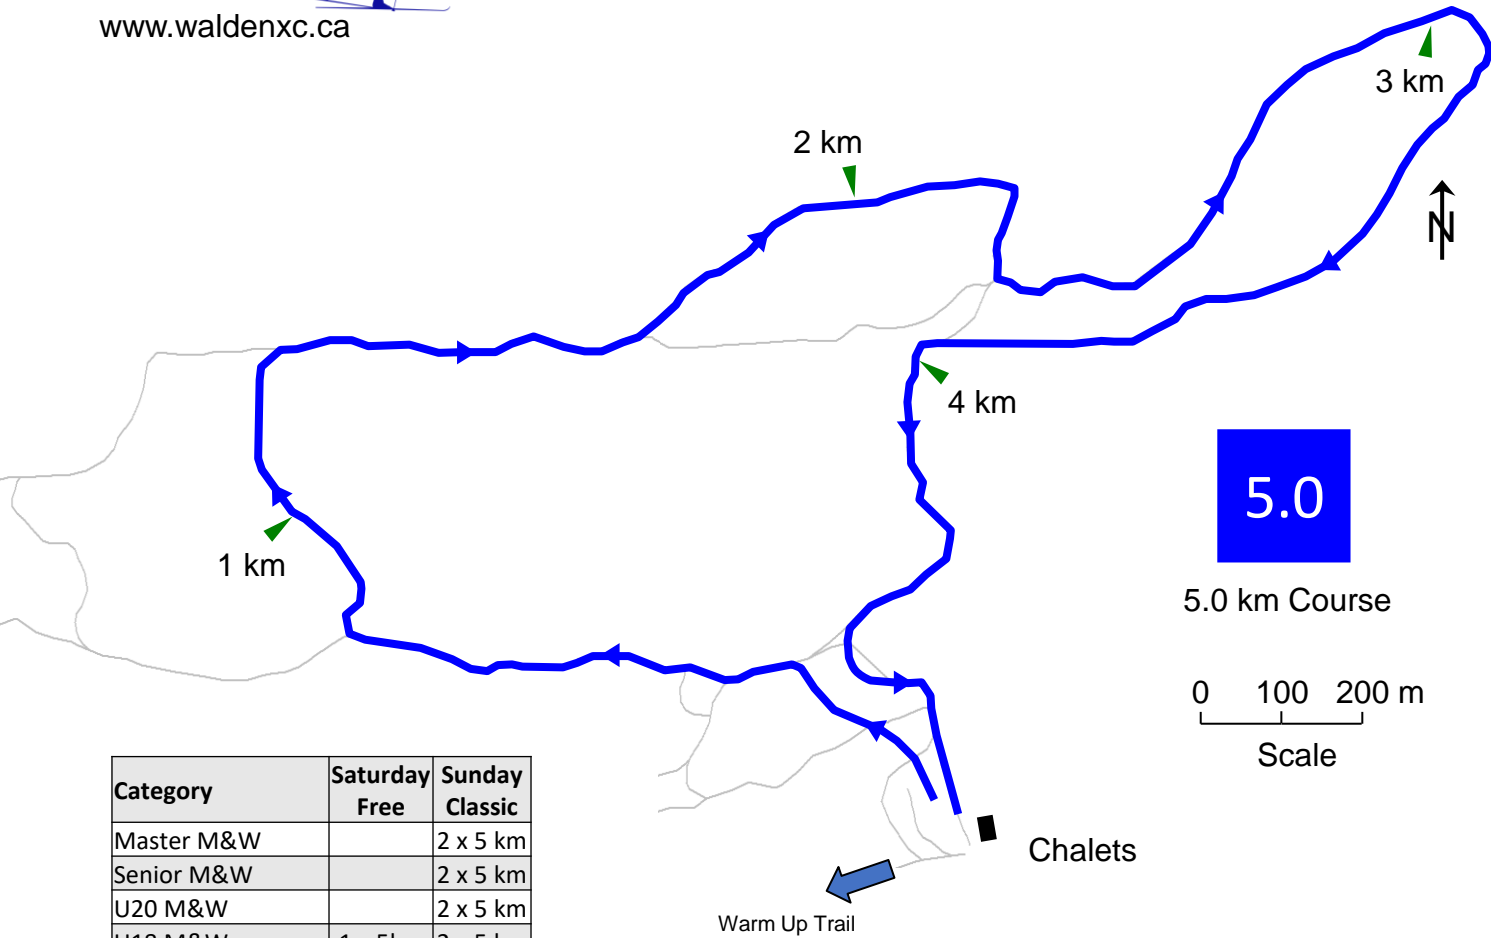 www.waldenxc.ca
3 km
2 km
N
4 km
5.0
1 km
5.0 km Course
0 100 200 m
Scale
Category Saturday Free Sunday Classic
Master M&W 2 x 5 km
Senior M&W 2 x 5 km
U20 M&W 2 x 5 km
Chalets
Warm Up Trail